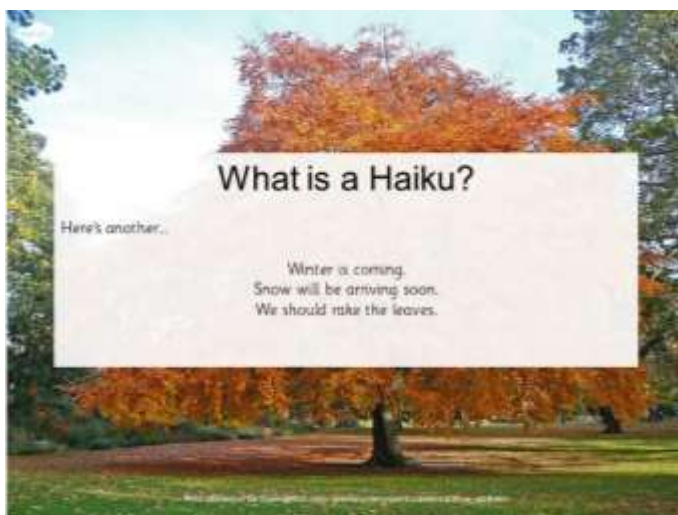 What is a Haiku?
Here's another...
Winter is coming.
Snow will be arriving soon.
We should rake the leaves.